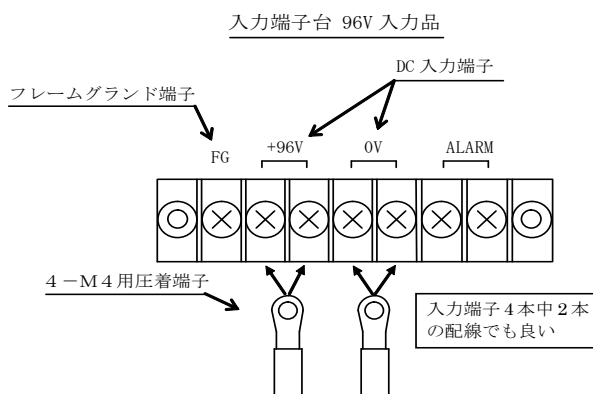 入力端子台 96V 入力品
DC 入力端子
フレームグランド端子
FG
+96V
0V
ALARM
4－M4用圧着端子
入力端子4本中2本
の配線でも良い